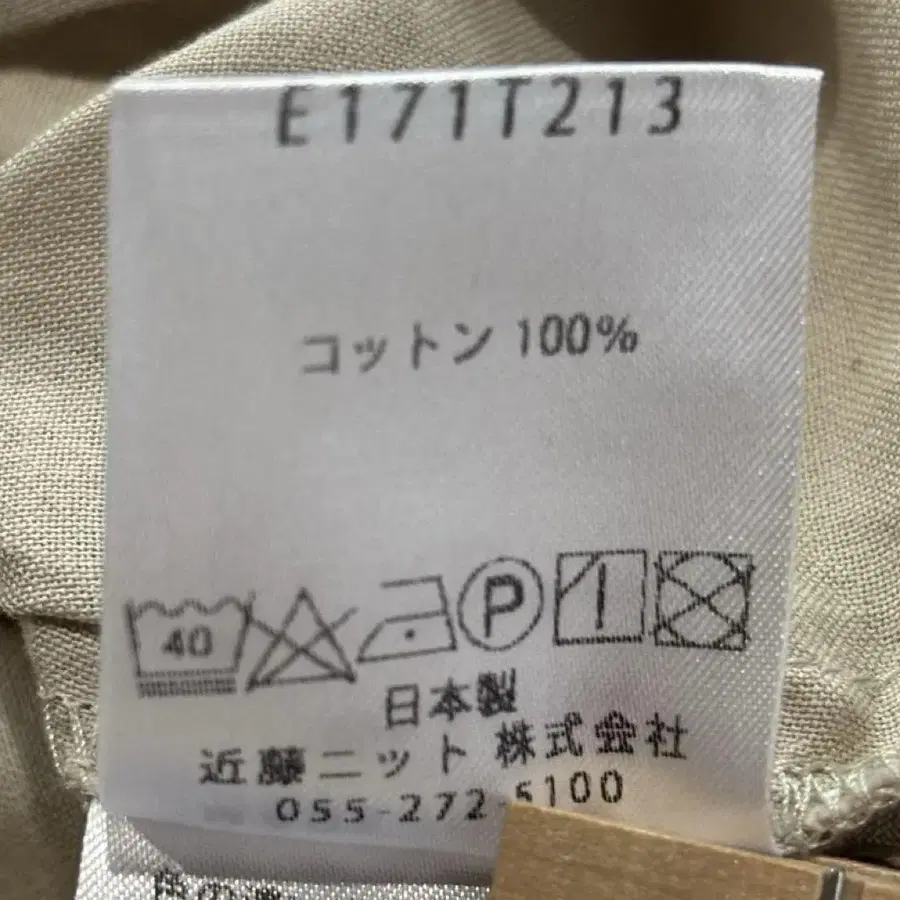 E171T213
コットン 100%
40
P
日本製
近藤ニット 株式会社
055-272-5100